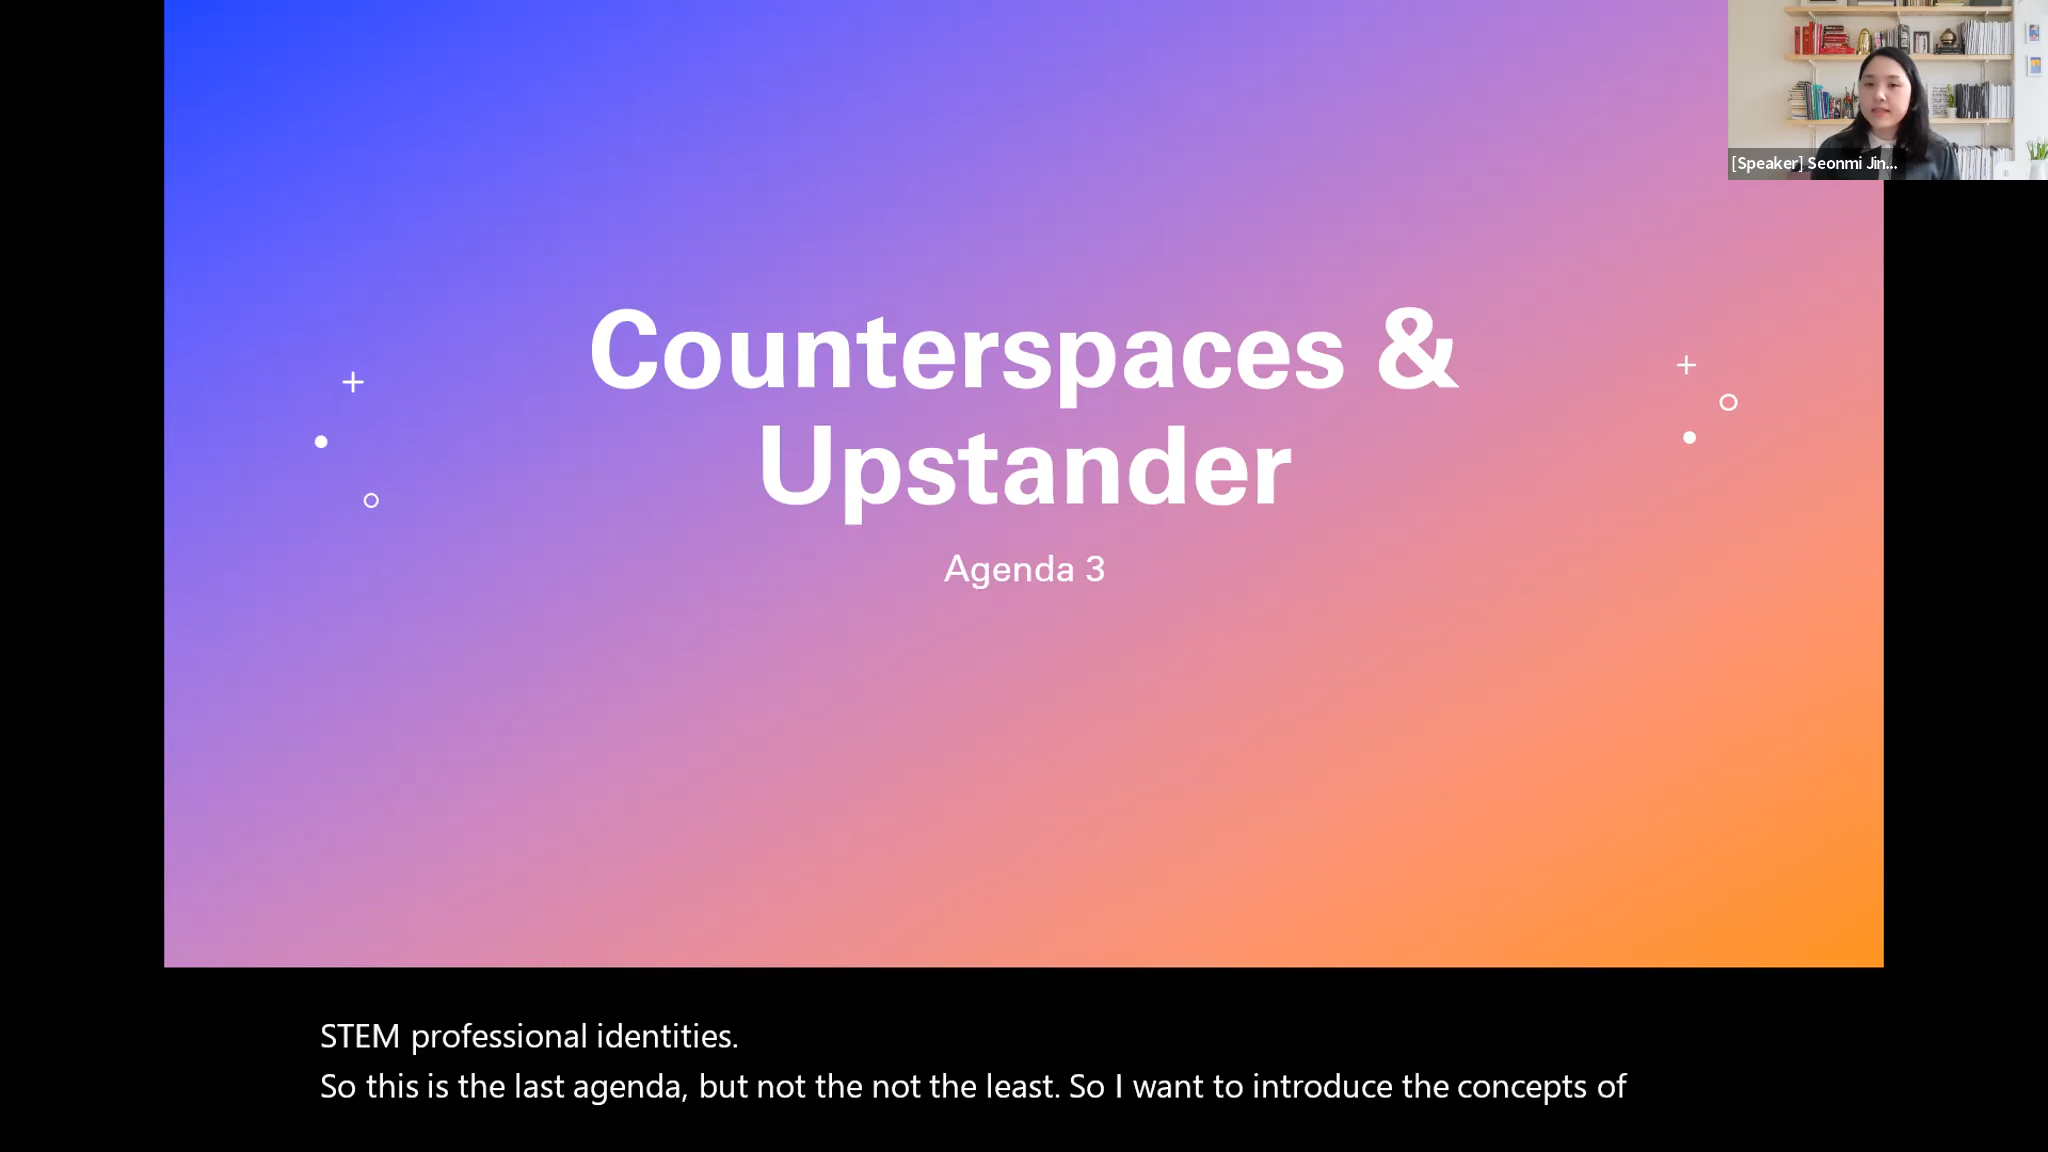 [Speaker] Seonmi Jin...
Counterspaces &
Upstander
Agenda 3
STEM professional identities.
So this is the last agenda, but not the not the least. So I want to introduce the concepts of